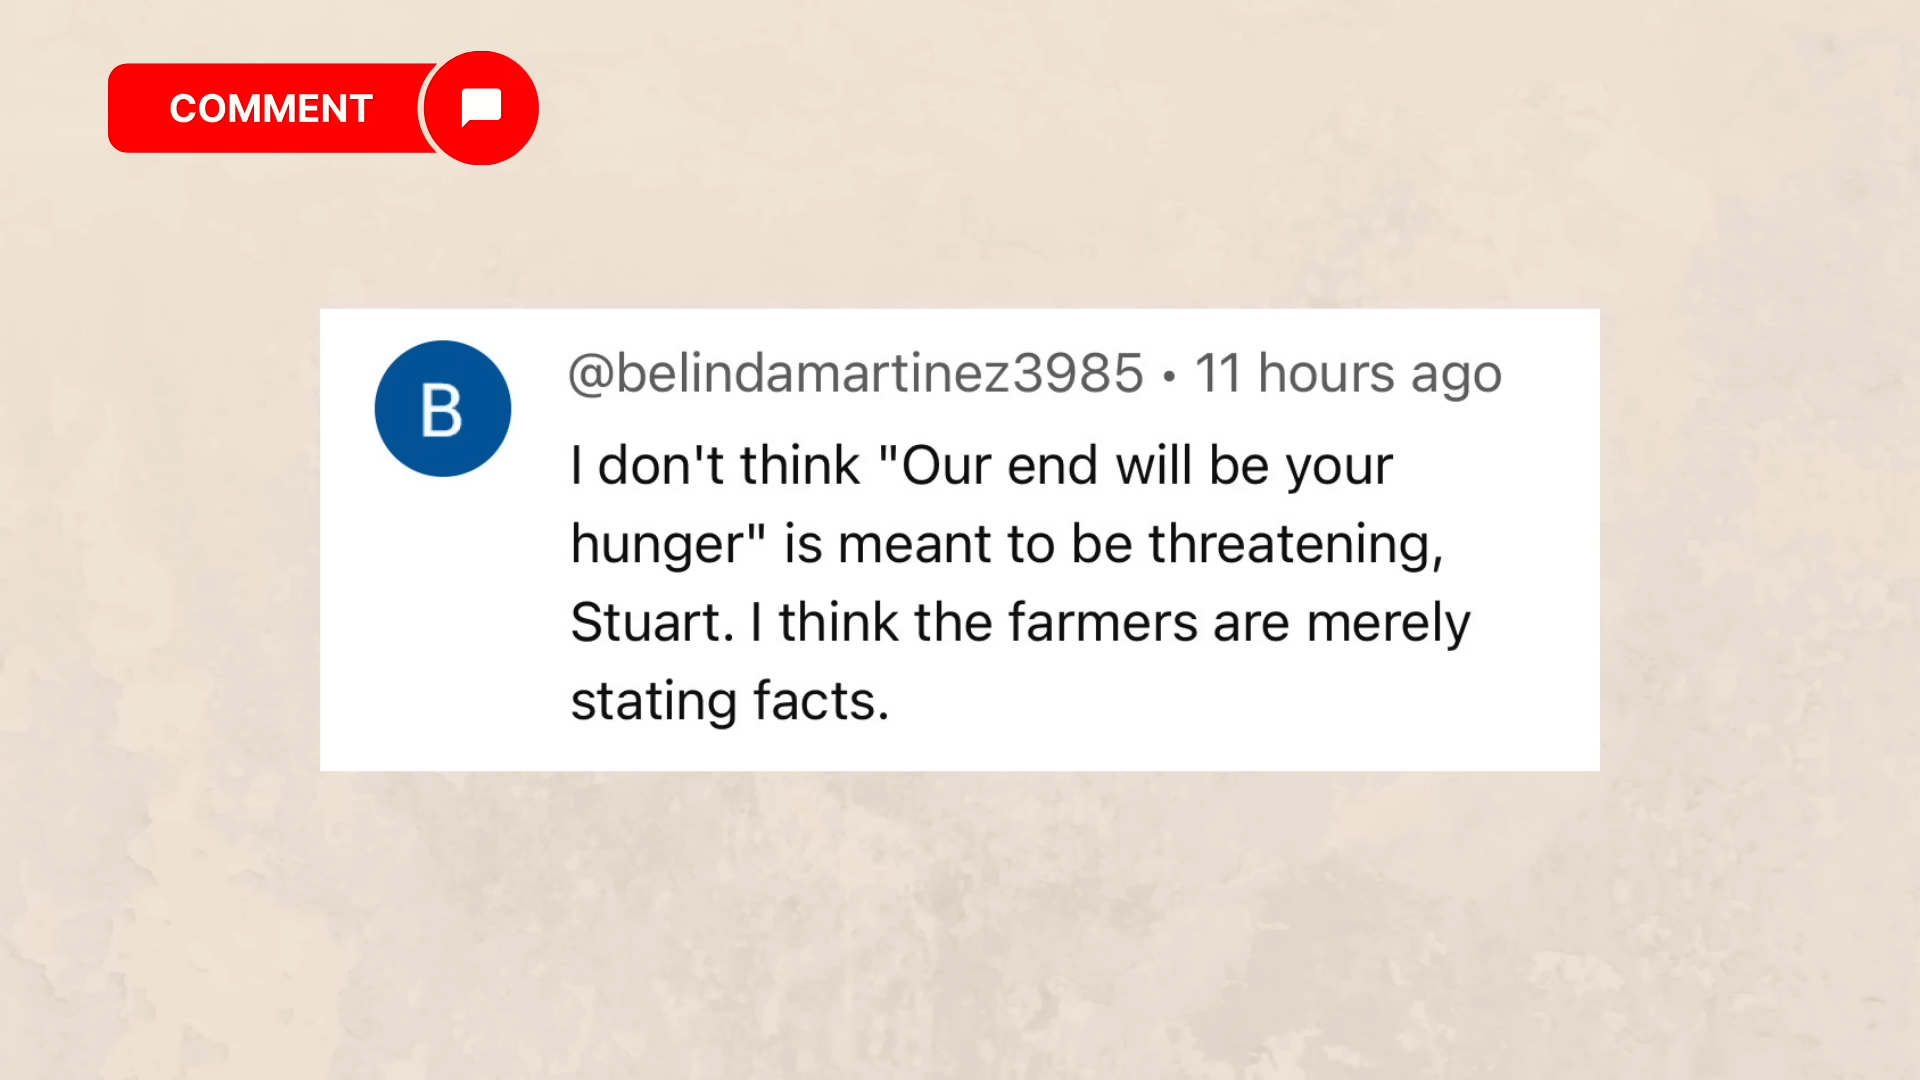 COMMENT
B
@belindamartinez3985 • 11 hours ago
I don't think "Our end will be your
hunger" is meant to be threatening,
Stuart. I think the farmers are merely
stating facts.